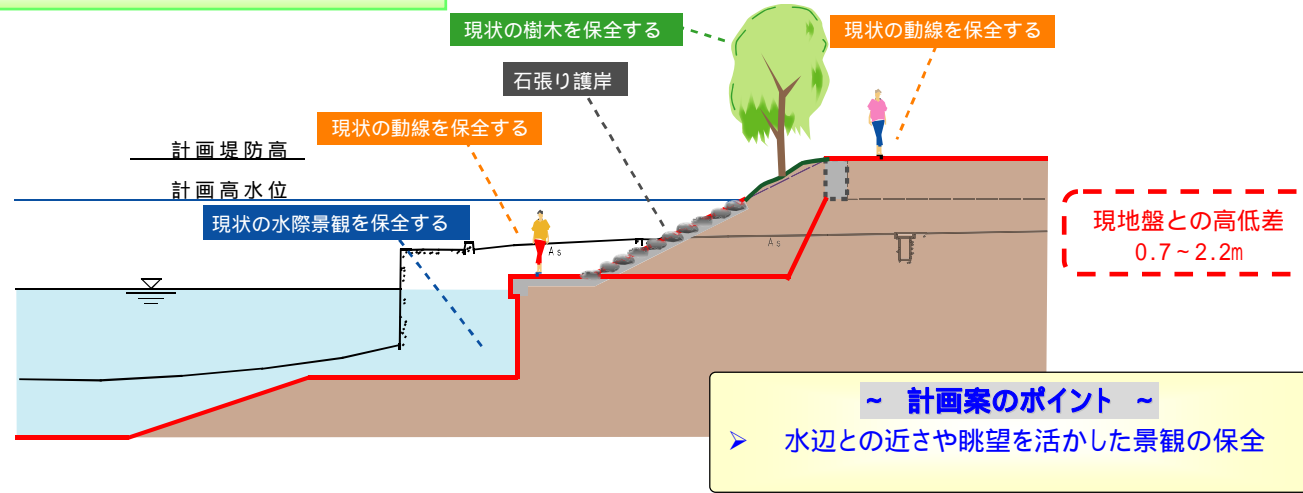 現状の樹木を保全する
現状の動線を保全する
石張り護岸
現状の動線を保全する
計画堤防高
計画高水位
現状の水際景観を保全する
As
As
現地盤との高低差
0.7~2.2m
~ 計画案のポイント ~
➢ 水辺との近さや眺望を活かした景観の保全